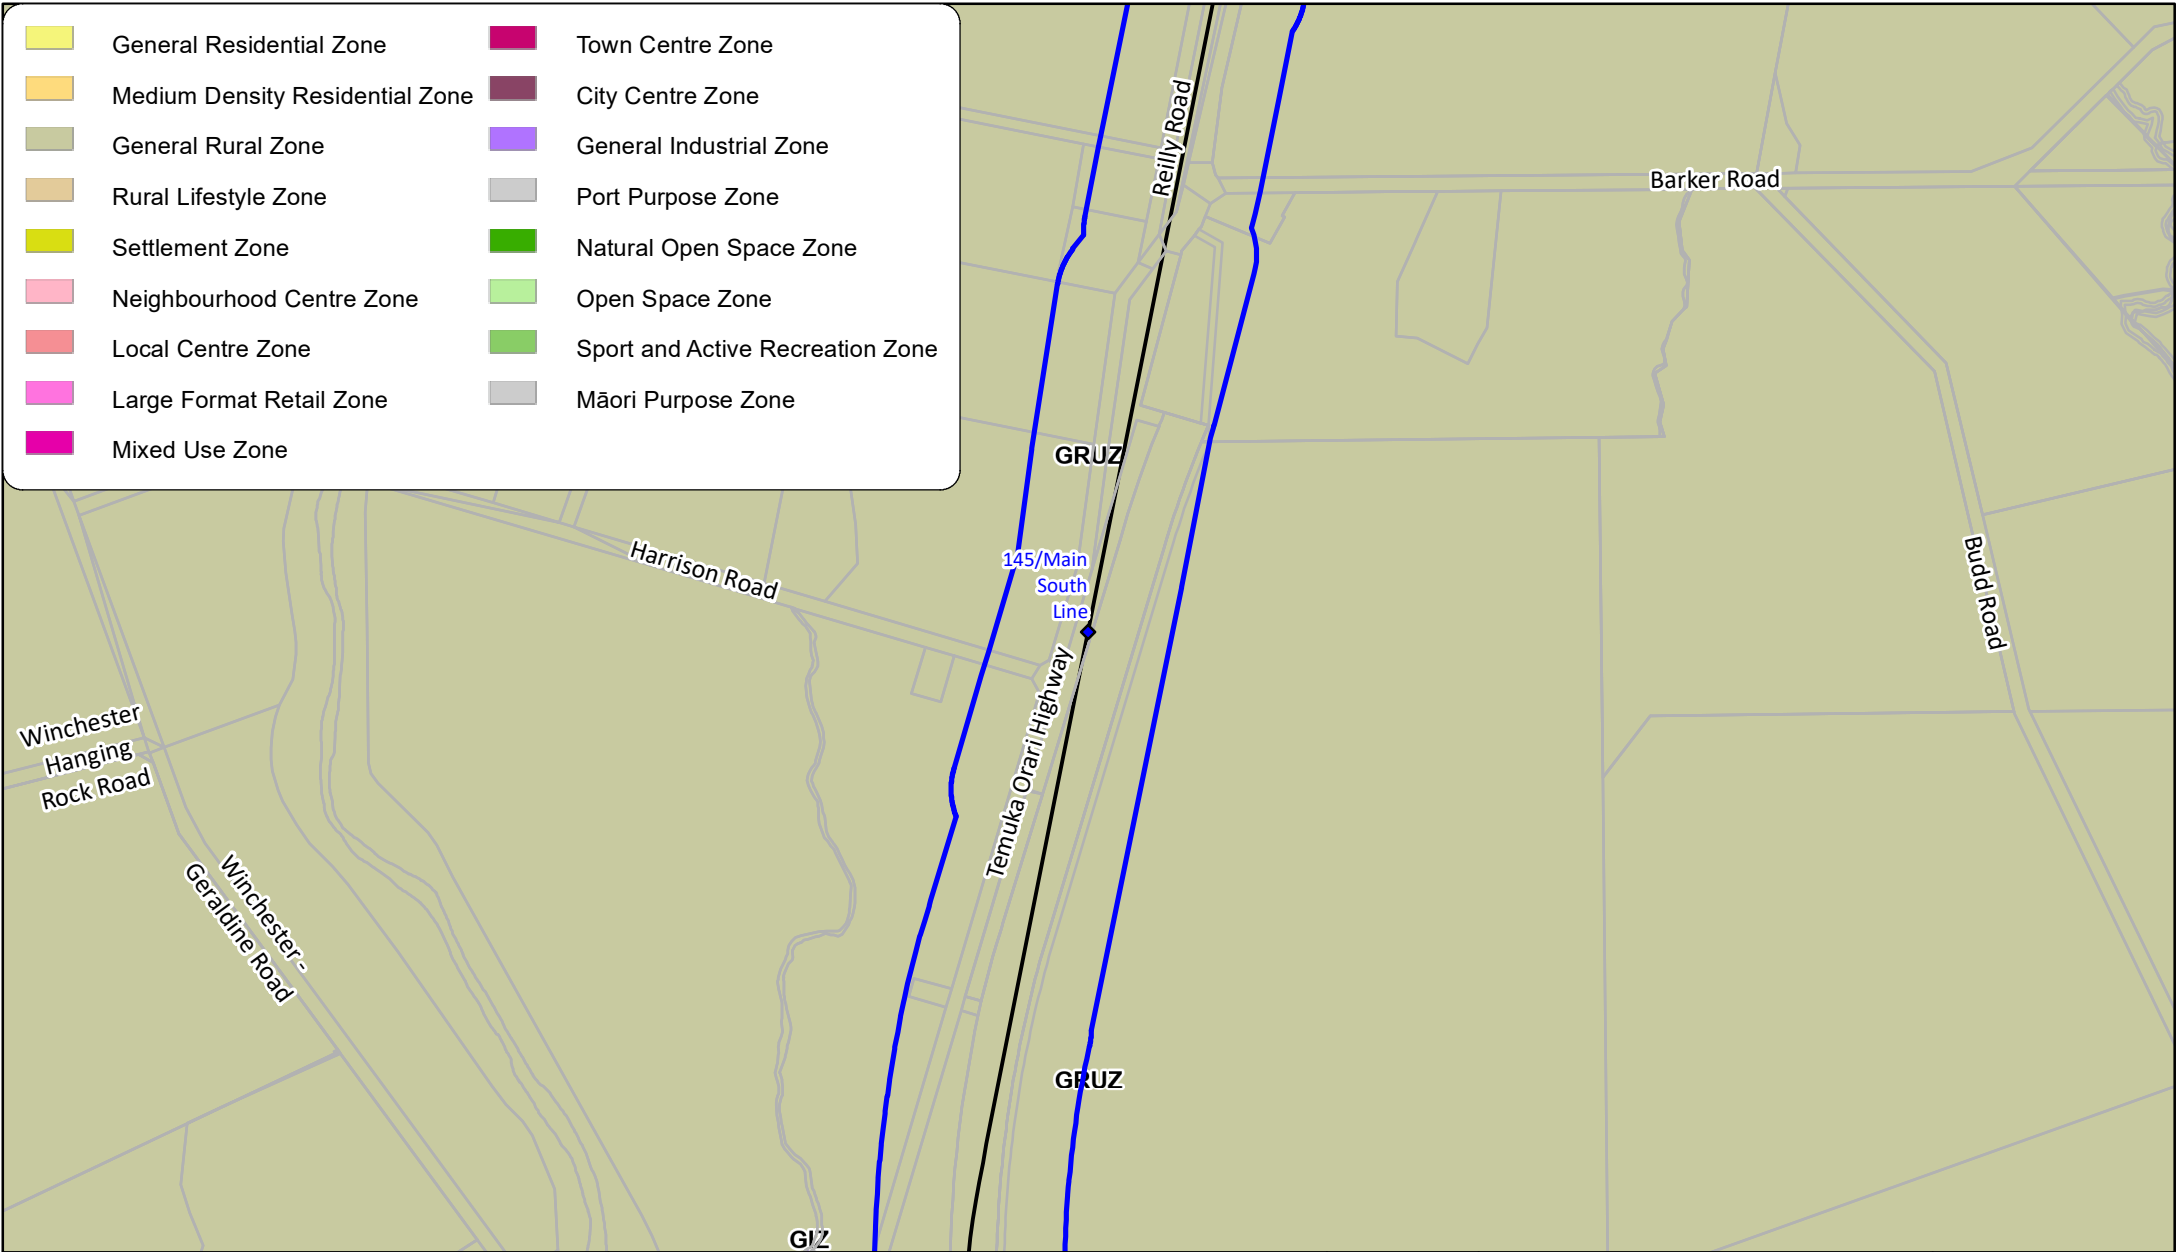 General Residential Zone
Medium Density Residential Zone
General Rural Zone
Rural Lifestyle Zone
Settlement Zone
Neighbourhood Centre Zone
Local Centre Zone
Large Format Retail Zone
Mixed Use Zone
Town Centre Zone
City Centre Zone
General Industrial Zone
Port Purpose Zone
Natural Open Space Zone
Open Space Zone
Sport and Active Recreation Zone
Māori Purpose Zone
Reilly Road
Barker Road
GRUZ
145/Main
South
Line
Harrison Road
Budd Road
Temuka Orari Highway
Winchester
Hanging
Rock Road
Winchester -
Geraldine Road
GRUZ
GIZ